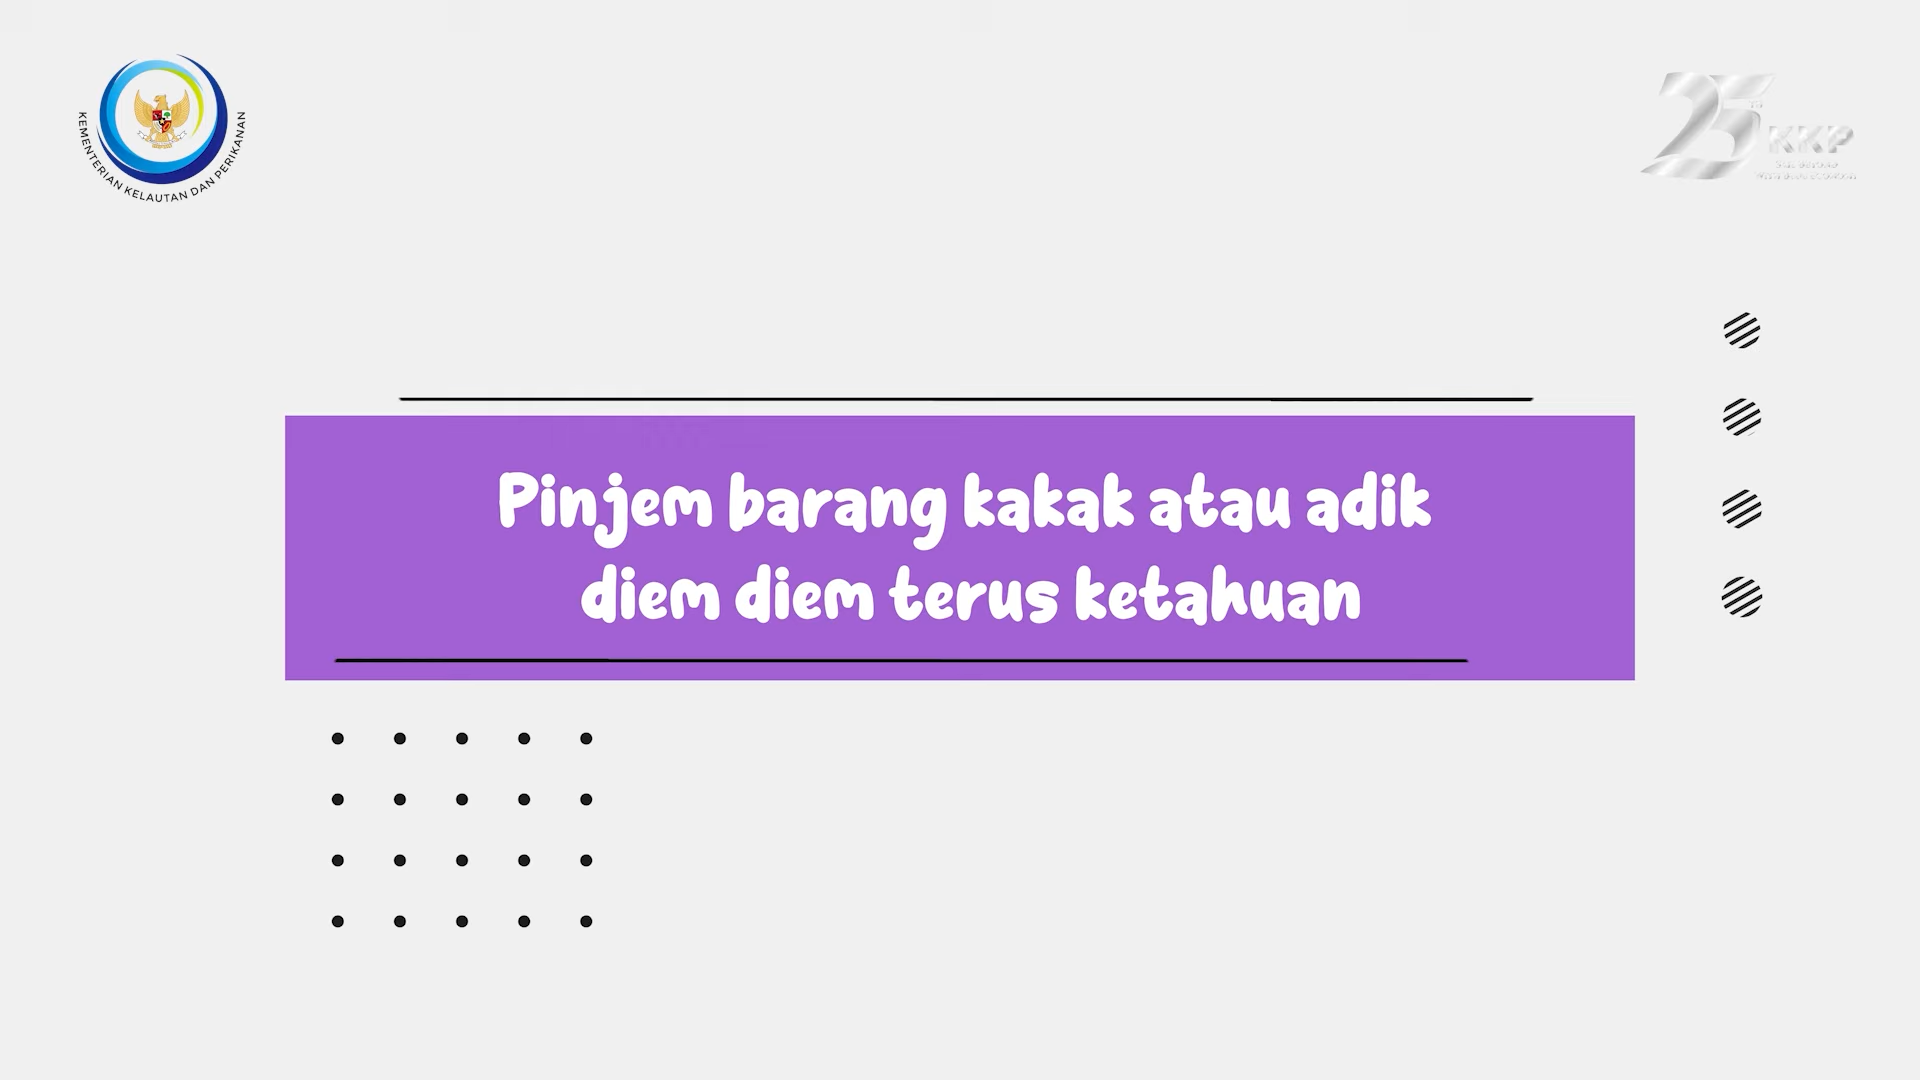 KEMENTERIAN KELAUTAN DAN PERIKANAN
25
KKP
Pinjem barang kakak atau adik
diem diem terus ketahuan